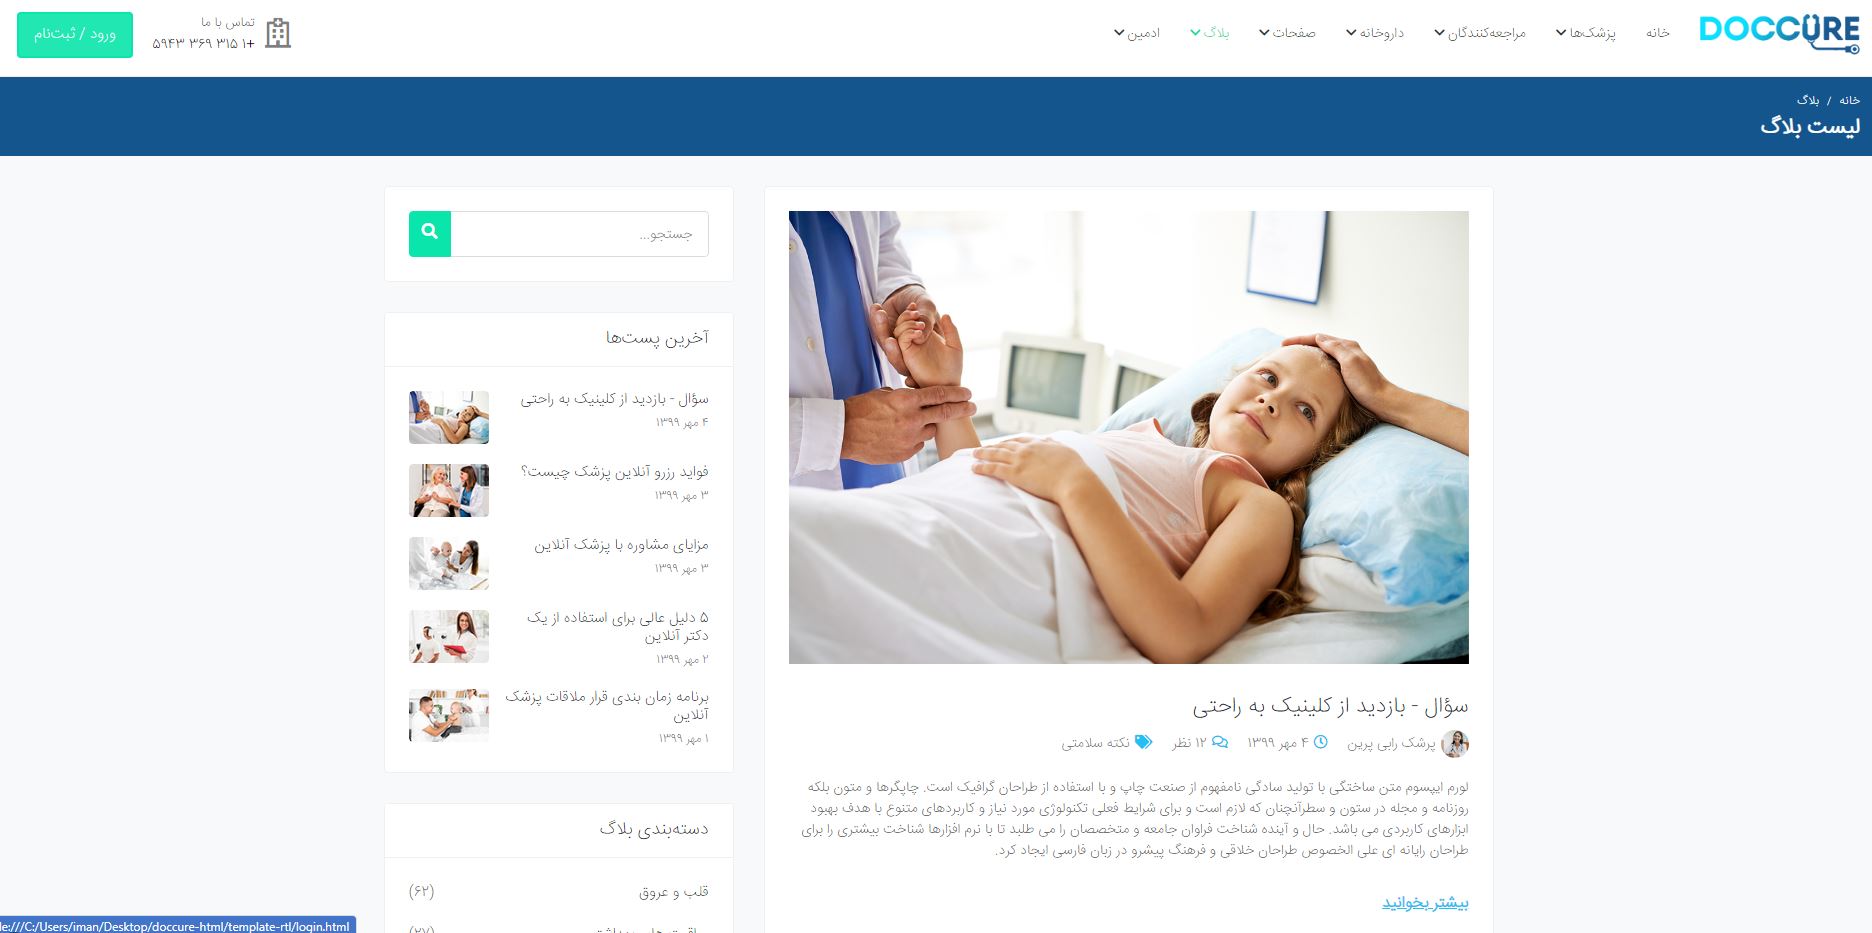 DOCCURE
خانه
پزشک‌ها
مراجعه‌کنندگان
داروخانه
صفحات
بلاگ
ادمین
تماس با ما
+۱ ۳۱۵ ۳۶۹ ۵۹۴۳
ورود / ثبت‌نام
خانه / بلاگ
لیست بلاگ
سؤال - بازدید از کلینیک به راحتی
پرشک رابی پرین
۴ مهر ۱۳۹۹
۱۲ نظر
نکته سلامتی
لورم ایپسوم متن ساختگی با تولید سادگی نامفهوم از صنعت چاپ و با استفاده از طراحان گرافیک است. چاپگرها و متون بلکه
روزنامه و مجله در ستون و سطرآنچنان که لازم است و برای شرایط فعلی تکنولوژی مورد نیاز و کاربردهای متنوع با هدف بهبود
ابزارهای کاربردی می باشد. حال و آینده شناخت فراوان جامعه و متخصصان را می طلبد تا با نرم افزارها شناخت بیشتری را برای
طراحان رایانه ای علی الخصوص طراحان خلاقی و فرهنگ پیشرو در زبان فارسی ایجاد کرد.
بیشتر بخوانید
جستجو...
آخرین پست‌ها
سؤال - بازدید از کلینیک به راحتی
۴ مهر ۱۳۹۹
فواید رزرو آنلاین پزشک چیست؟
۳ مهر ۱۳۹۹
مزایای مشاوره با پزشک آنلاین
۳ مهر ۱۳۹۹
۵ دلیل عالی برای استفاده از یک
دکتر آنلاین
۲ مهر ۱۳۹۹
برنامه زمان بندی قرار ملاقات پزشک
آنلاین
۱ مهر ۱۳۹۹
دسته‌بندی بلاگ
قلب و عروق (۶۲)
(۲۷)
le:///C:/Users/iman/Desktop/doccure-html/template-rtl/login.html